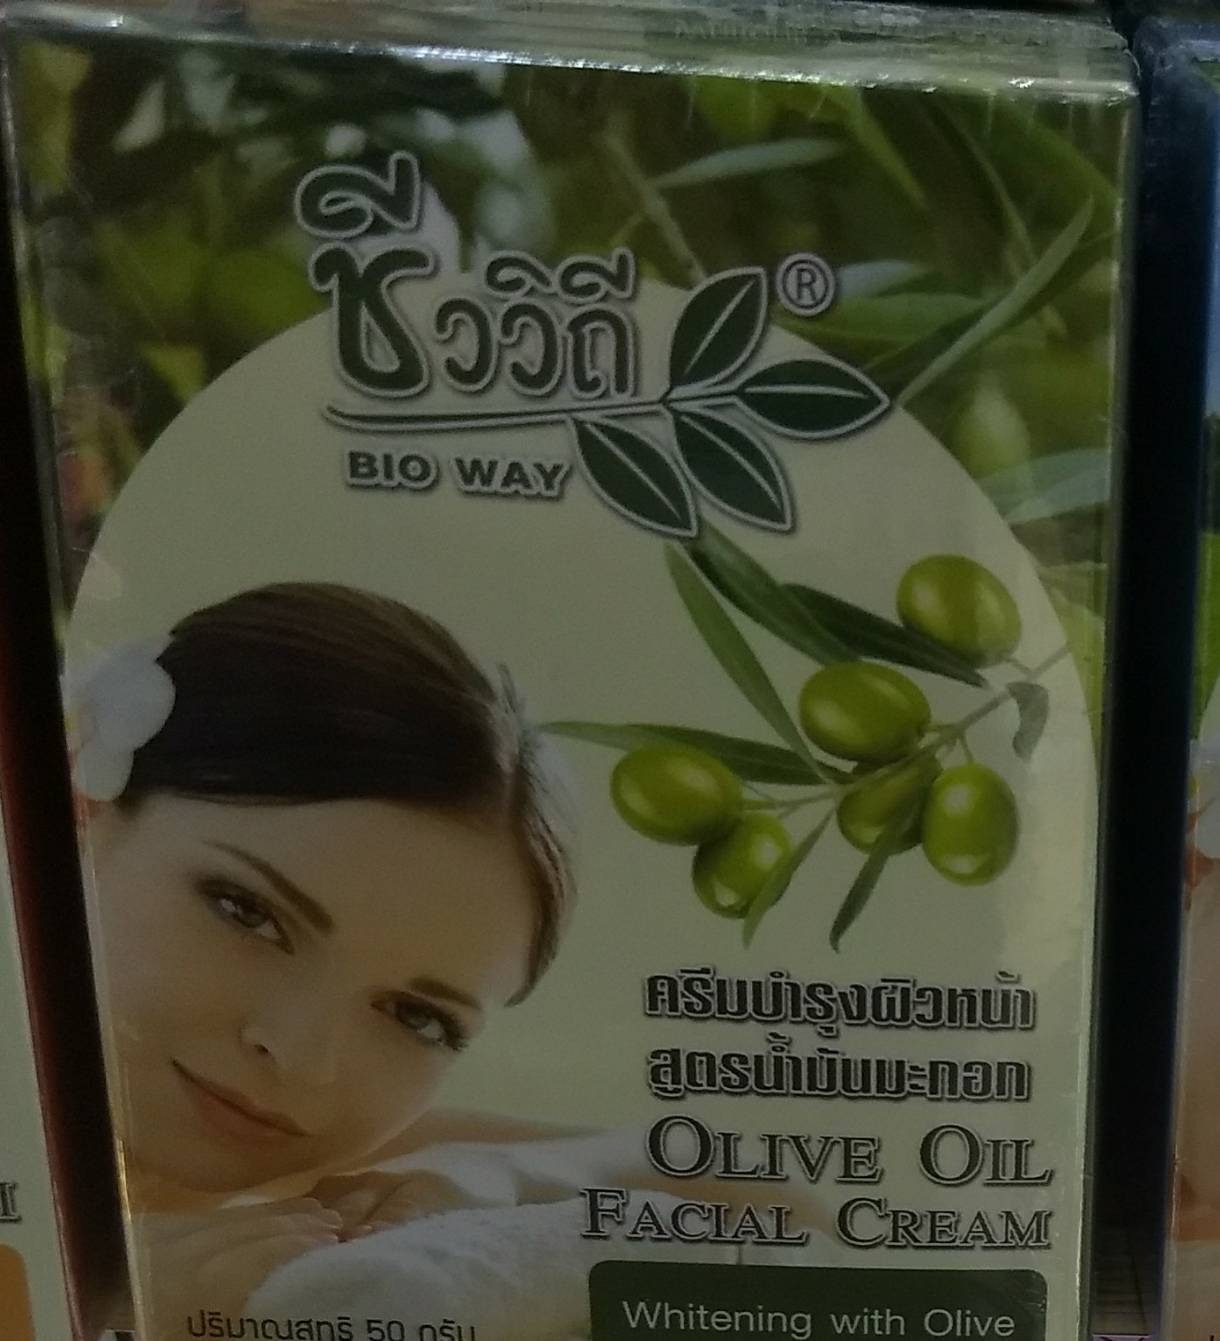 ชีววิถี
®
BIO WAY
ครีมบำรุงผิวหน้า
สูตรน้ำมันมะกอก
OLIVE OIL
FACIAL CREAM
Whitening with Olive
ปริมาณสุทธิ 50 กรัม